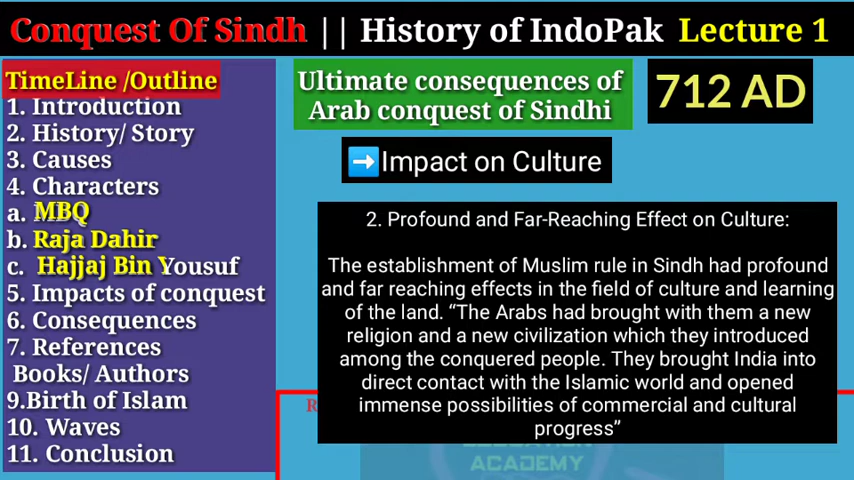 Conquest Of Sindh || History of IndoPak Lecture 1
TimeLine /Outline
1. Introduction
2. History/ Story
3. Causes
4. Characters
a. MBQ
b. Raja Dahir
c. Hajjaj Bin Yousuf
5. Impacts of conquest
6. Consequences
7. References
Books/ Authors
9.Birth of Islam
10. Waves
11. Conclusion
Ultimate consequences of
Arab conquest of Sindhi
712 AD
➡Impact on Culture
2. Profound and Far-Reaching Effect on Culture:
The establishment of Muslim rule in Sindh had profound
and far reaching effects in the field of culture and learning
of the land. “The Arabs had brought with them a new
religion and a new civilization which they introduced
among the conquered people. They brought India into
direct contact with the Islamic world and opened
immense possibilities of commercial and cultural
progress”
ACADEMY